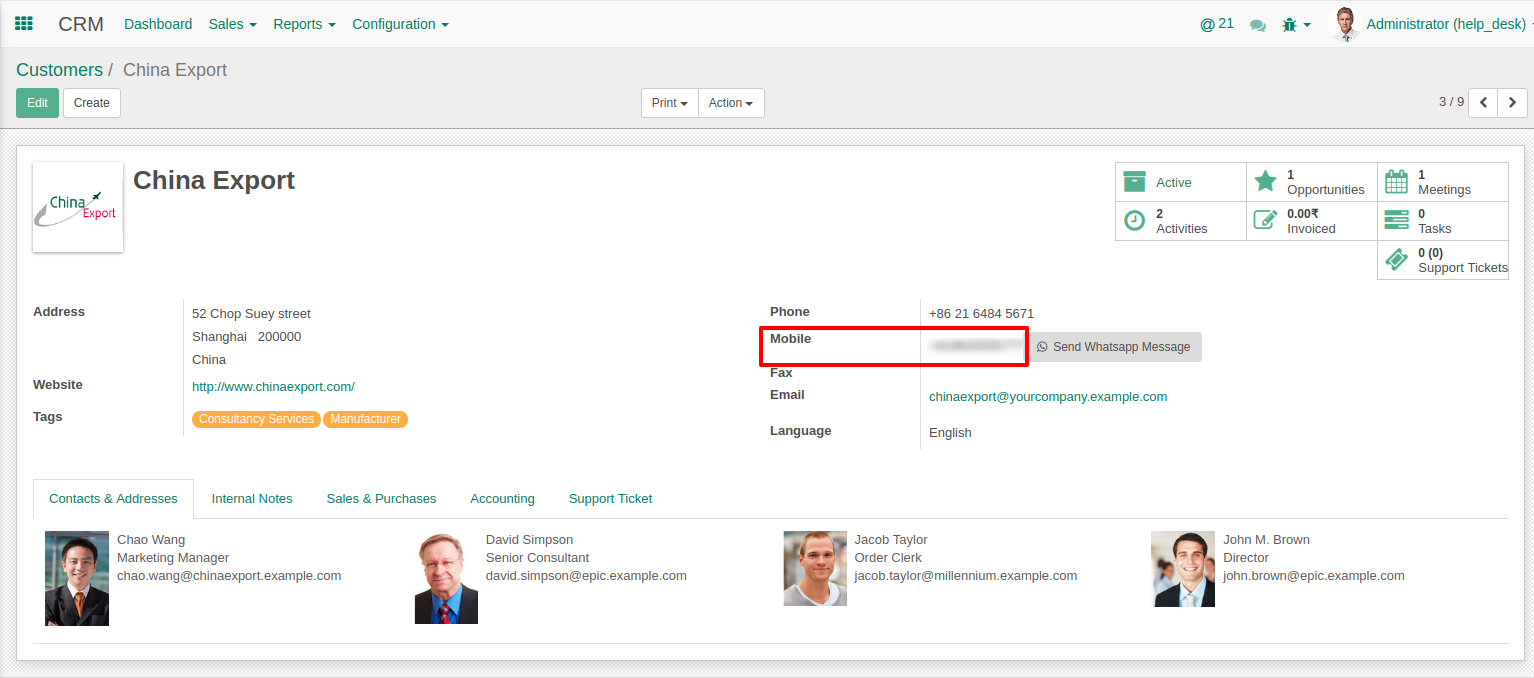 CRM Dashboard Sales Reports Configuration @ 21 Administrator (help_desk)
Customers / China Export
Edit Create Print Action 3 / 9
China Export
China Export
Active
1 Opportunities
1 Meetings
2 Activities
0.00₹ Invoiced
0 Tasks
0 (0) Support Tickets
Address 52 Chop Suey street
Shanghai 200000
China
Website http://www.chinaexport.com/
Tags Consultancy Services Manufacturer
Phone +86 21 6484 5671
Mobile Send Whatsapp Message
Fax
Email chinaexport@yourcompany.example.com
Language English
Contacts & Addresses Internal Notes Sales & Purchases Accounting Support Ticket
Chao Wang
Marketing Manager
chao.wang@chinaexport.example.com
David Simpson
Senior Consultant
david.simpson@epic.example.com
Jacob Taylor
Order Clerk
jacob.taylor@millennium.example.com
John M. Brown
Director
john.brown@epic.example.com